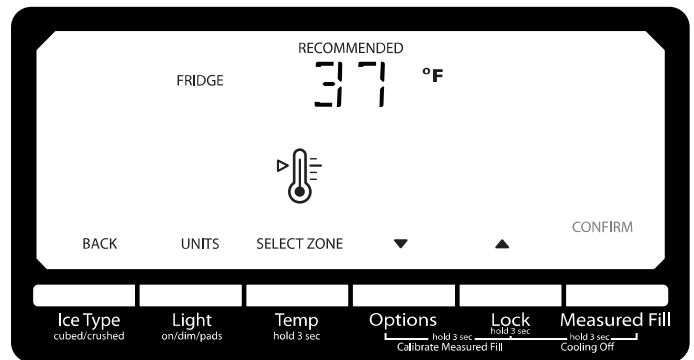 RECOMMENDED
FRIDGE 37 °F
BACK UNITS SELECT ZONE ▼ ▲ CONFIRM
Ice Type Light Temp Options Lock Measured Fill
cubed/crushed on/dim/pads hold 3 sec hold 3 sec hold 3 sec hold 3 sec
Calibrate Measured Fill Cooling Off